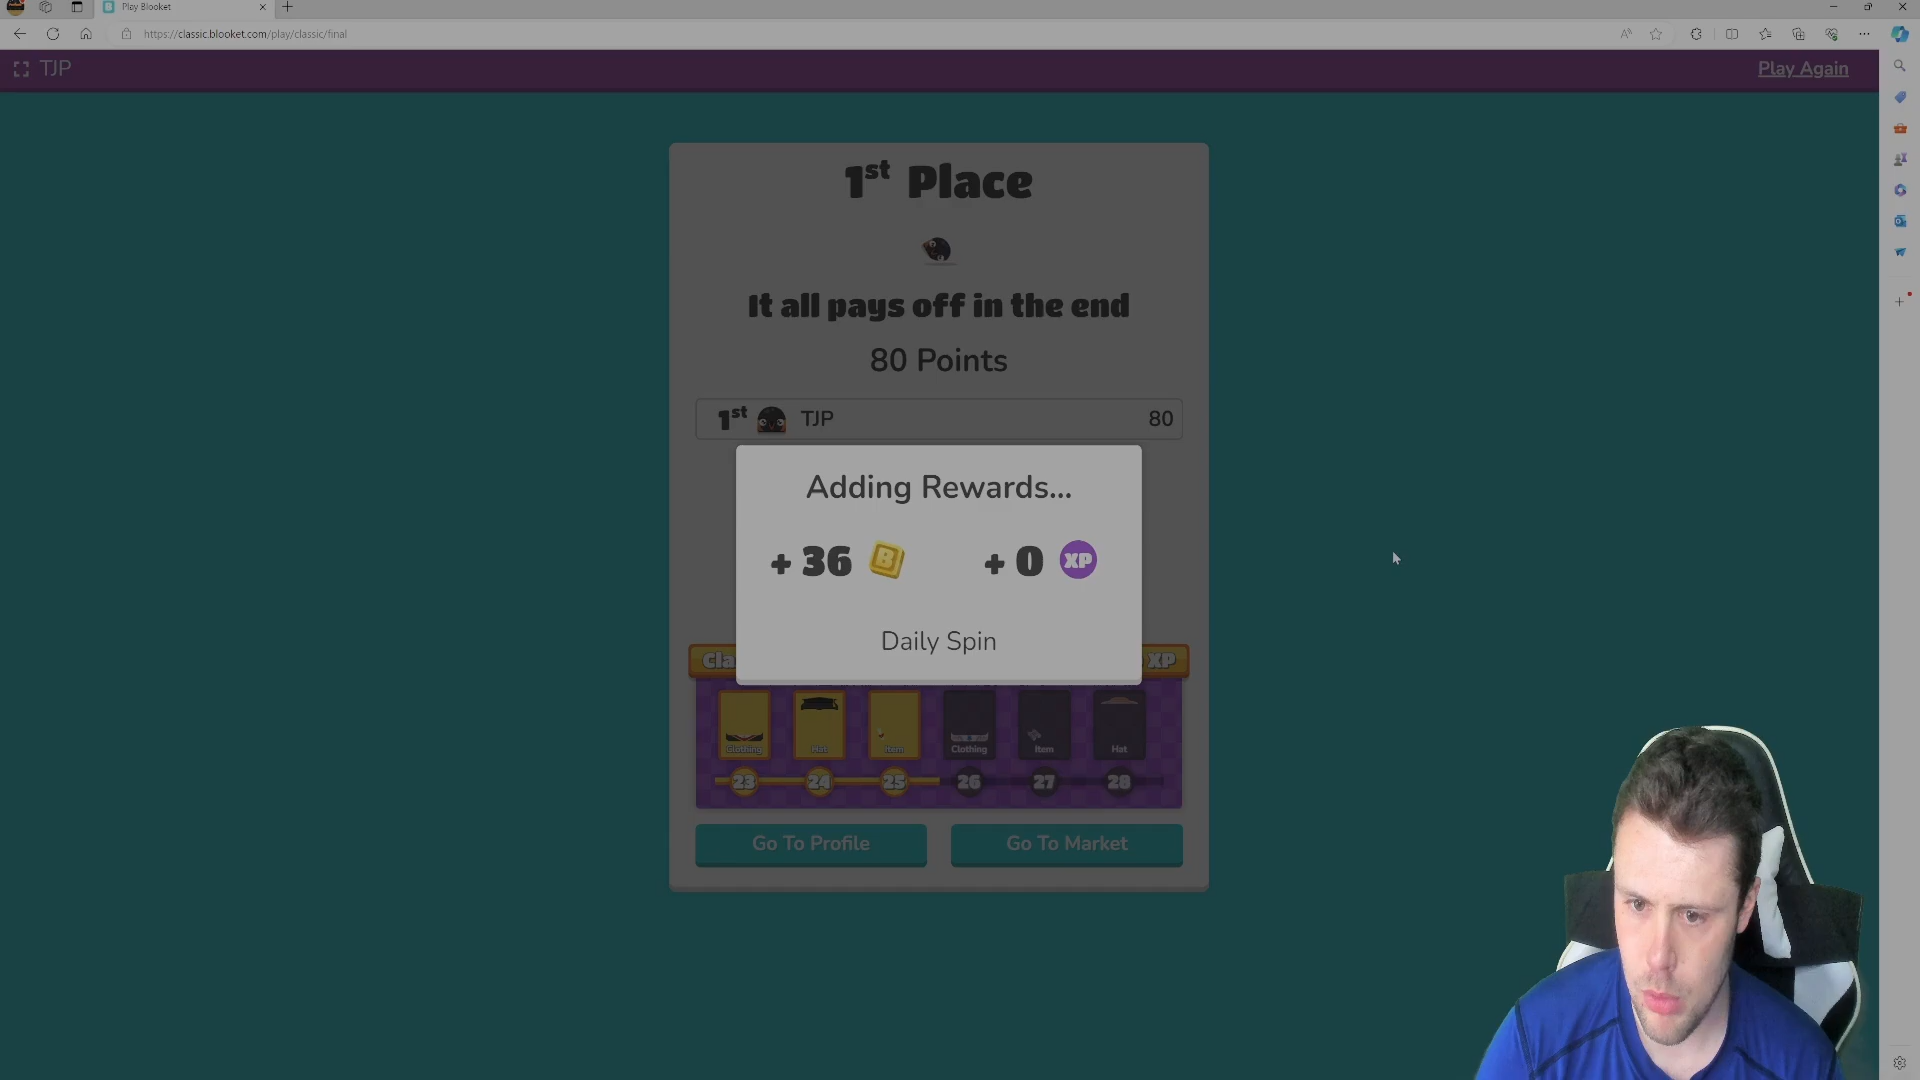 Play Blooket
https://classic.blooket.com/play/classic/final
TJP
Play Again
1st Place
It all pays off in the end
80 Points
1st TJP 80
Adding Rewards...
+ 36 B + 0 XP
Daily Spin
XP
Clothing Hat Item Clothing Item Hat
23 24 25 26 27 28
Go To Profile Go To Market